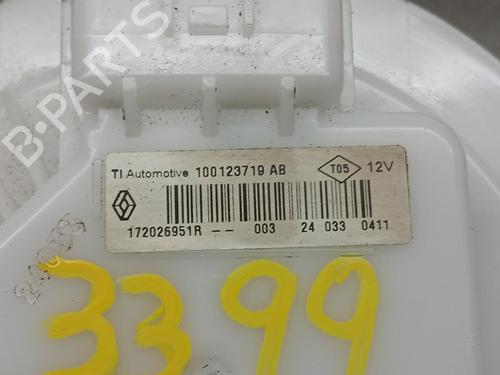 B-PARTS
TI Automotive 100123719 AB T05 12V
172026951R -- 003 24 033 0411
3399